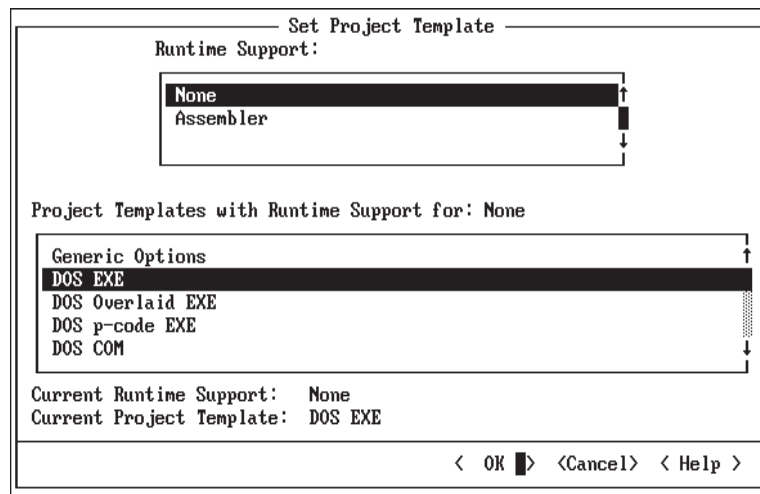 Set Project Template
Runtime Support:
None
Assembler
Project Templates with Runtime Support for: None
Generic Options
DOS EXE
DOS Overlaid EXE
DOS p-code EXE
DOS COM
Current Runtime Support: None
Current Project Template: DOS EXE
< OK > <Cancel> < Help >